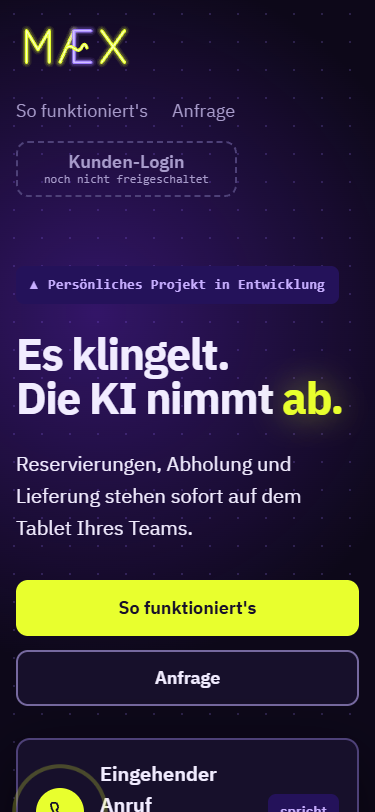 MÆX
So funktioniert's Anfrage
Kunden-Login
noch nicht freigeschaltet
▲ Persönliches Projekt in Entwicklung
Es klingelt.
Die KI nimmt ab.
Reservierungen, Abholung und
Lieferung stehen sofort auf dem
Tablet Ihres Teams.
So funktioniert's
Anfrage
Eingehender
Anruf
spricht